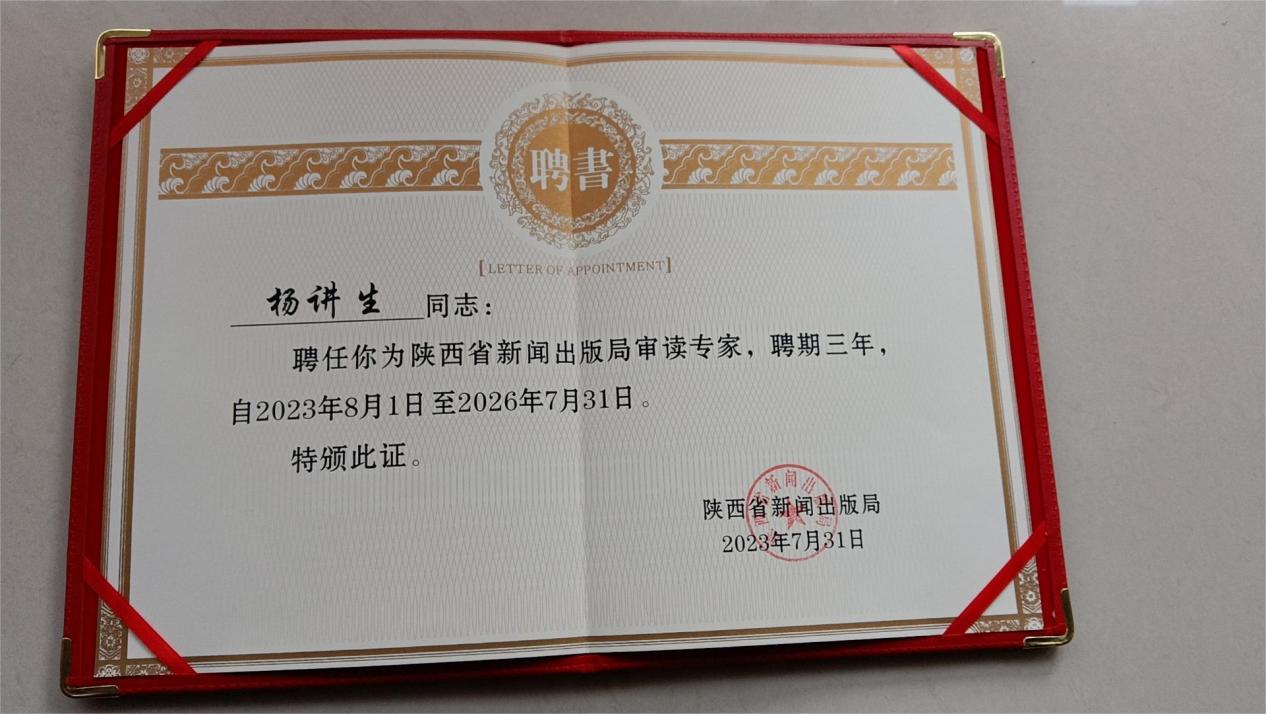 聘書
[LETTER OF APPOINTMENT]
杨讲生 同志：
聘任你为陕西省新闻出版局审读专家，聘期三年，
自2023年8月1日至2026年7月31日。
特颁此证。
陕西省新闻出版局
2023年7月31日